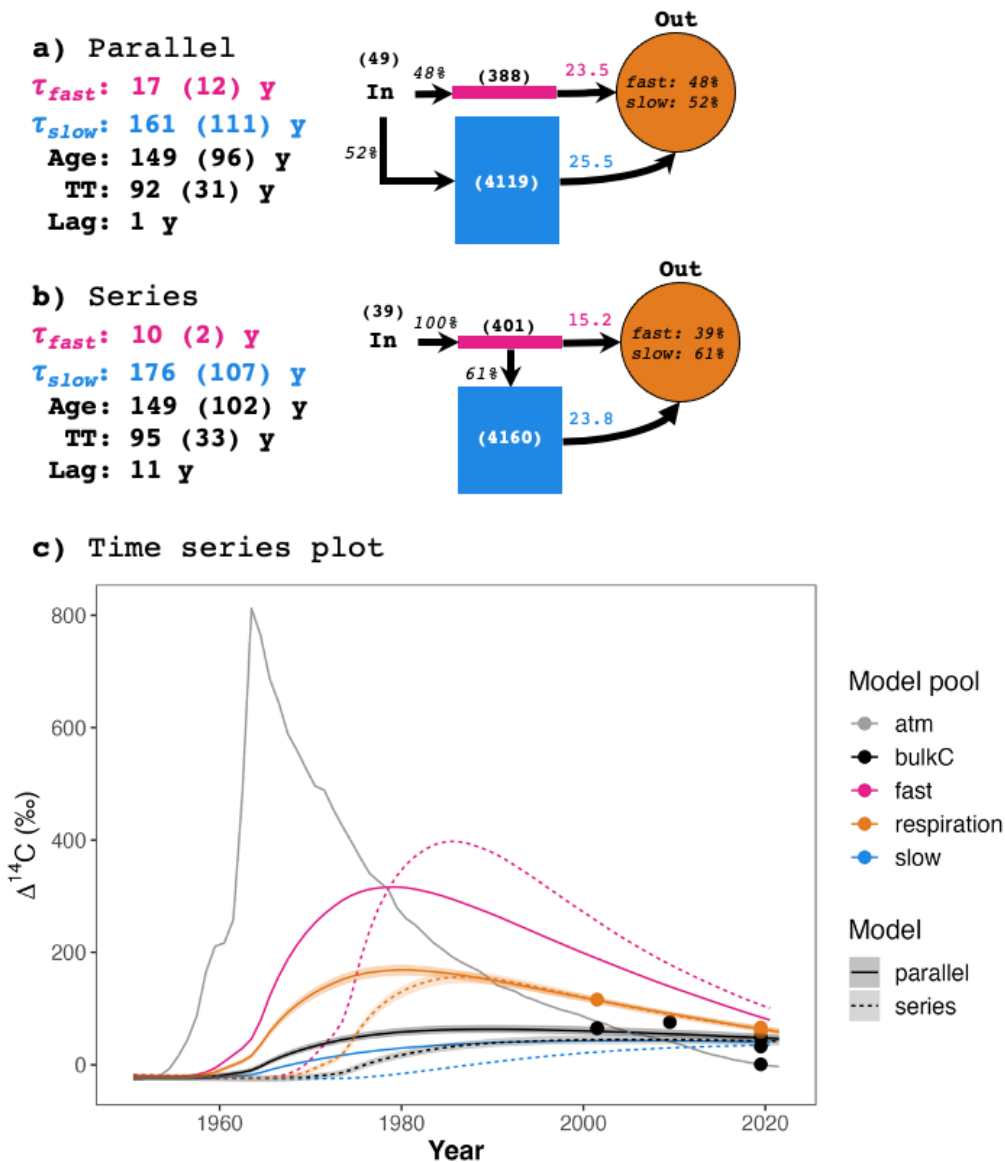 a) Parallel
τfast: 17 (12) y
τslow: 161 (111) y
Age: 149 (96) y
TT: 92 (31) y
Lag: 1 y
(49)
In
48%
(388)
23.5
Out
fast: 48%
slow: 52%
52%
(4119)
25.5
b) Series
τfast: 10 (2) y
τslow: 176 (107) y
Age: 149 (102) y
TT: 95 (33) y
Lag: 11 y
(39)
In
100%
(401)
15.2
Out
fast: 39%
slow: 61%
61%
(4160)
23.8
c) Time series plot
Δ¹⁴C (‰)
800
600
400
200
0
1960
1980
2000
2020
Year
Model pool
atm
bulkC
fast
respiration
slow
Model
parallel
series